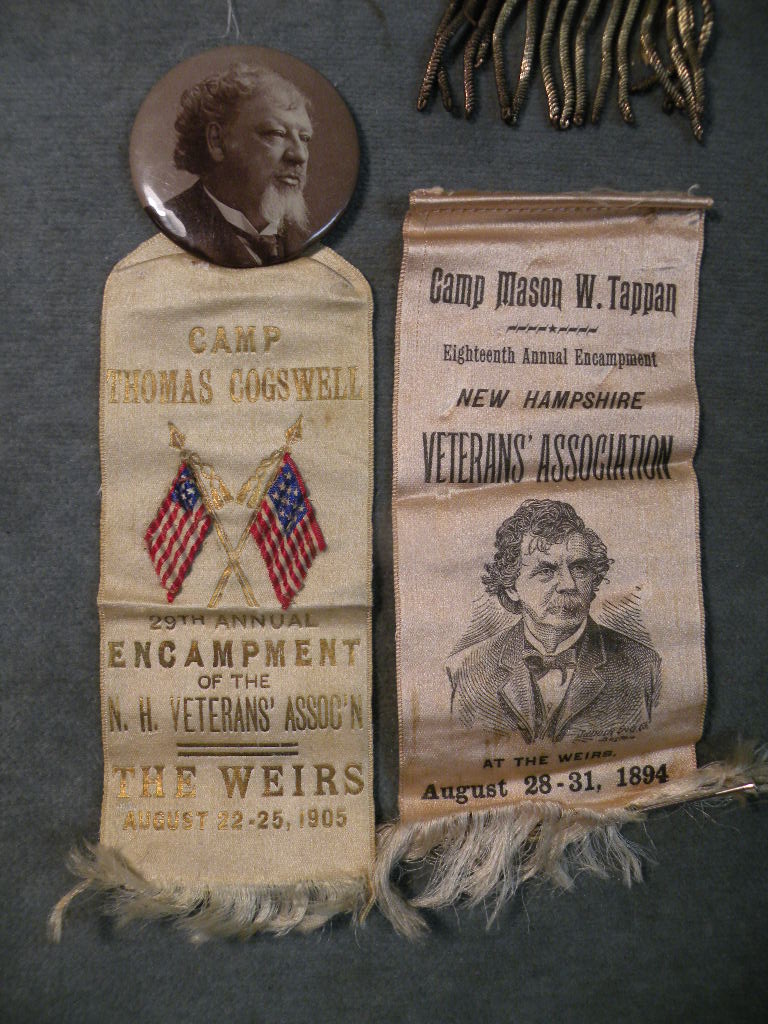 CAMP
THOMAS COGSWELL
29TH ANNUAL
ENCAMPMENT
OF THE
N. H. VETERANS' ASSOC'N
THE WEIRS
AUGUST 22-25, 1905
Camp Mason W. Tappan
Eighteenth Annual Encampment
NEW HAMPSHIRE
VETERANS' ASSOCIATION
AT THE WEIRS.
August 28-31, 1894